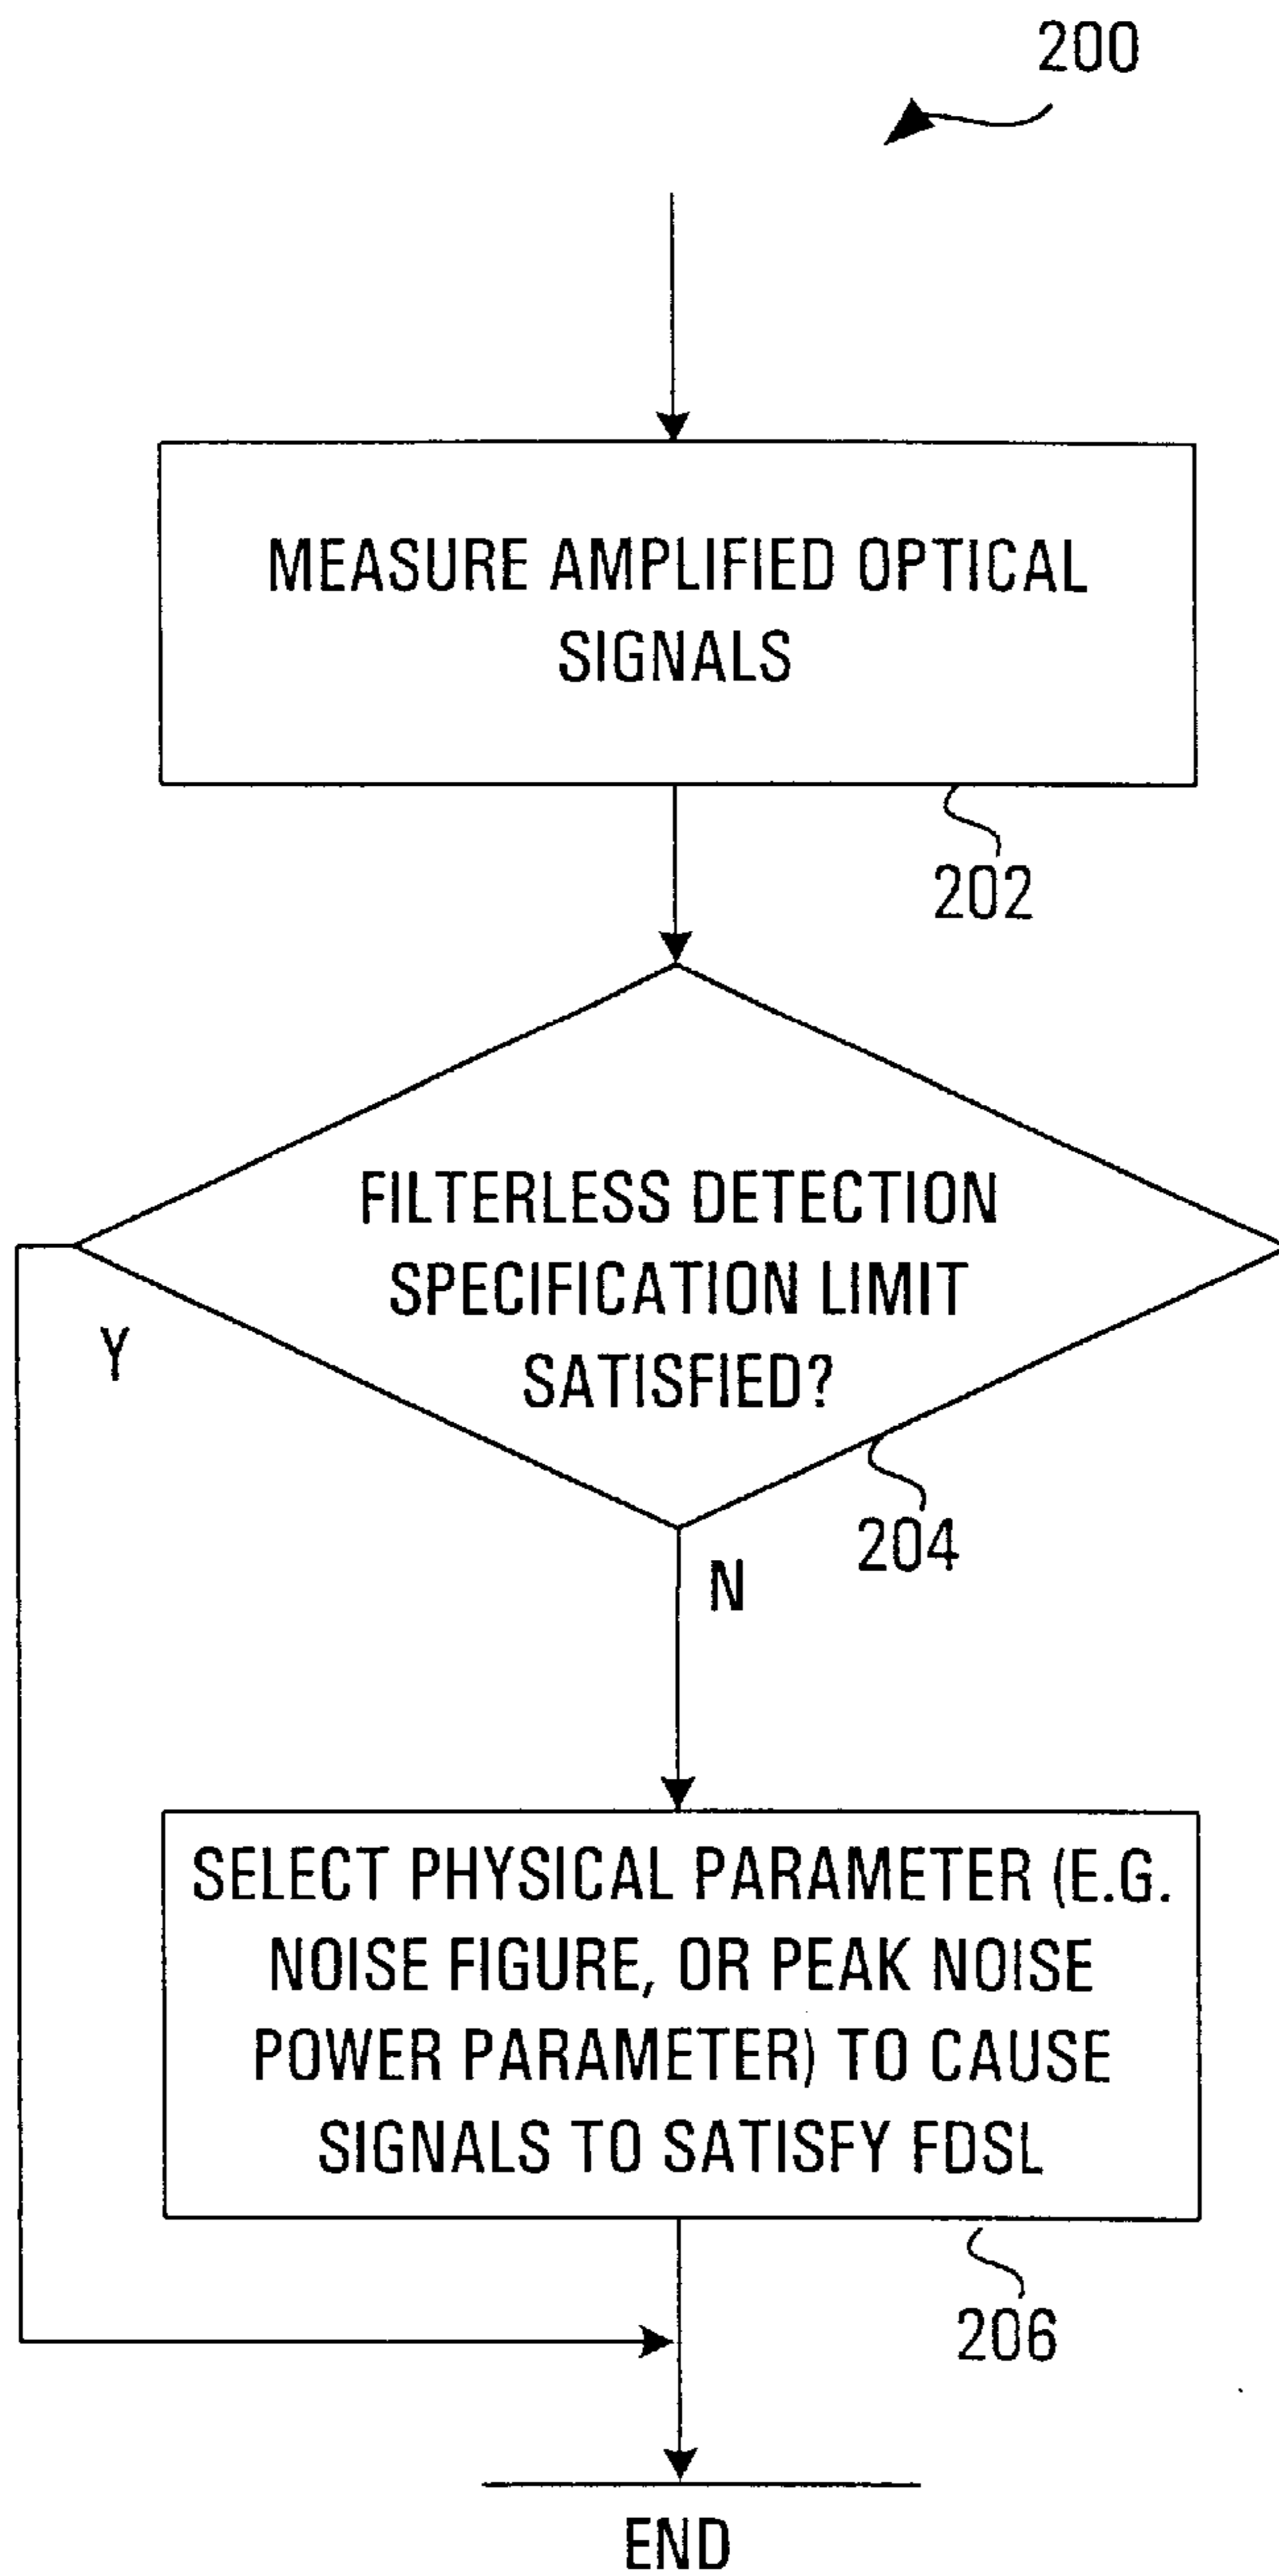 200
MEASURE AMPLIFIED OPTICAL
SIGNALS
202
FILTERLESS DETECTION
SPECIFICATION LIMIT
SATISFIED?
Y
204
N
SELECT PHYSICAL PARAMETER (E.G.
NOISE FIGURE, OR PEAK NOISE
POWER PARAMETER) TO CAUSE
SIGNALS TO SATISFY FDSL
206
END